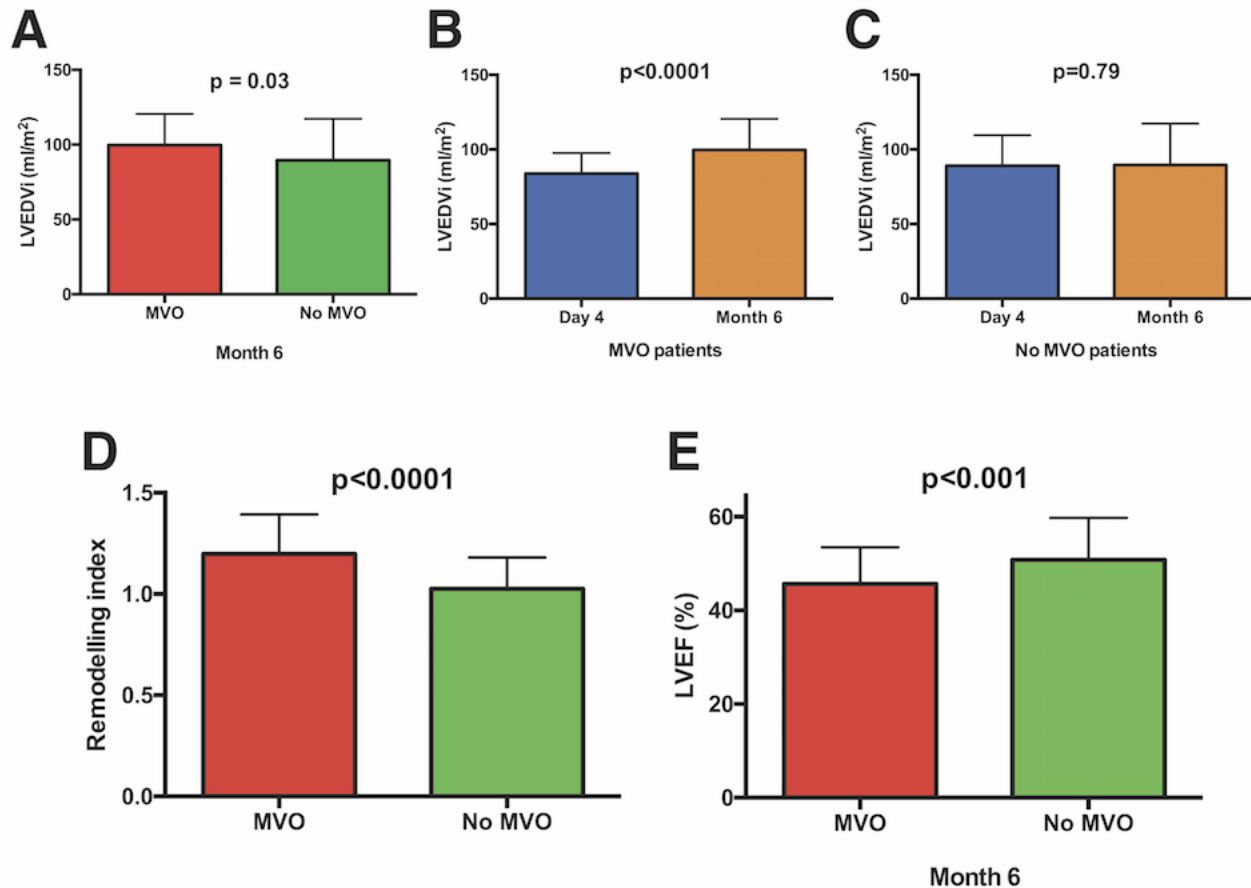 A
p = 0.03
LVEDVi (ml/m²)
150
100
50
0
MVO No MVO
Month 6
B
p<0.0001
LVEDVi (ml/m²)
150
100
50
0
Day 4 Month 6
MVO patients
C
p=0.79
LVEDVi (ml/m²)
150
100
50
0
Day 4 Month 6
No MVO patients
D
p<0.0001
Remodelling index
1.5
1.0
0.5
0.0
MVO No MVO
E
p<0.001
LVEF (%)
60
40
20
0
MVO No MVO
Month 6